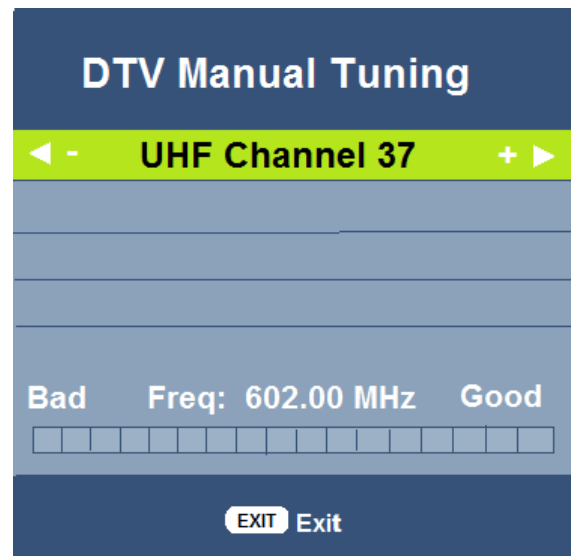 DTV Manual Tuning
◀ - UHF Channel 37 + ▶
Bad Freq: 602.00 MHz Good
EXIT Exit